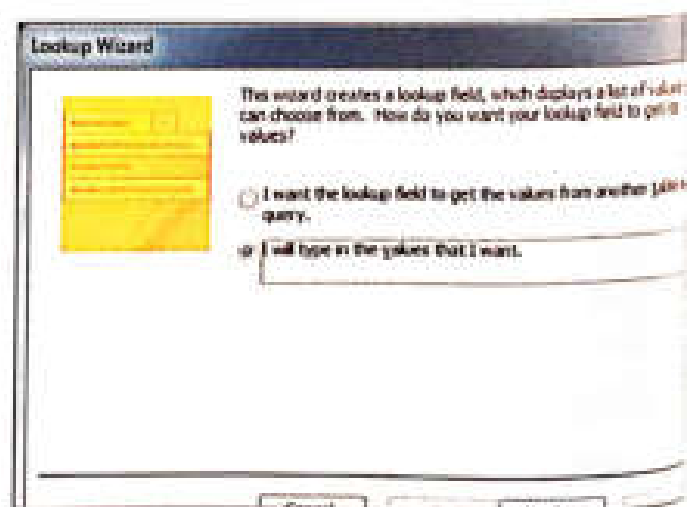 Lookup Wizard
This wizard creates a lookup field, which displays a list of
can choose from. How do you want your lookup field to get
values?
I want the lookup field to get the values from another
query.
or I will type in the values that I want.
Cancel